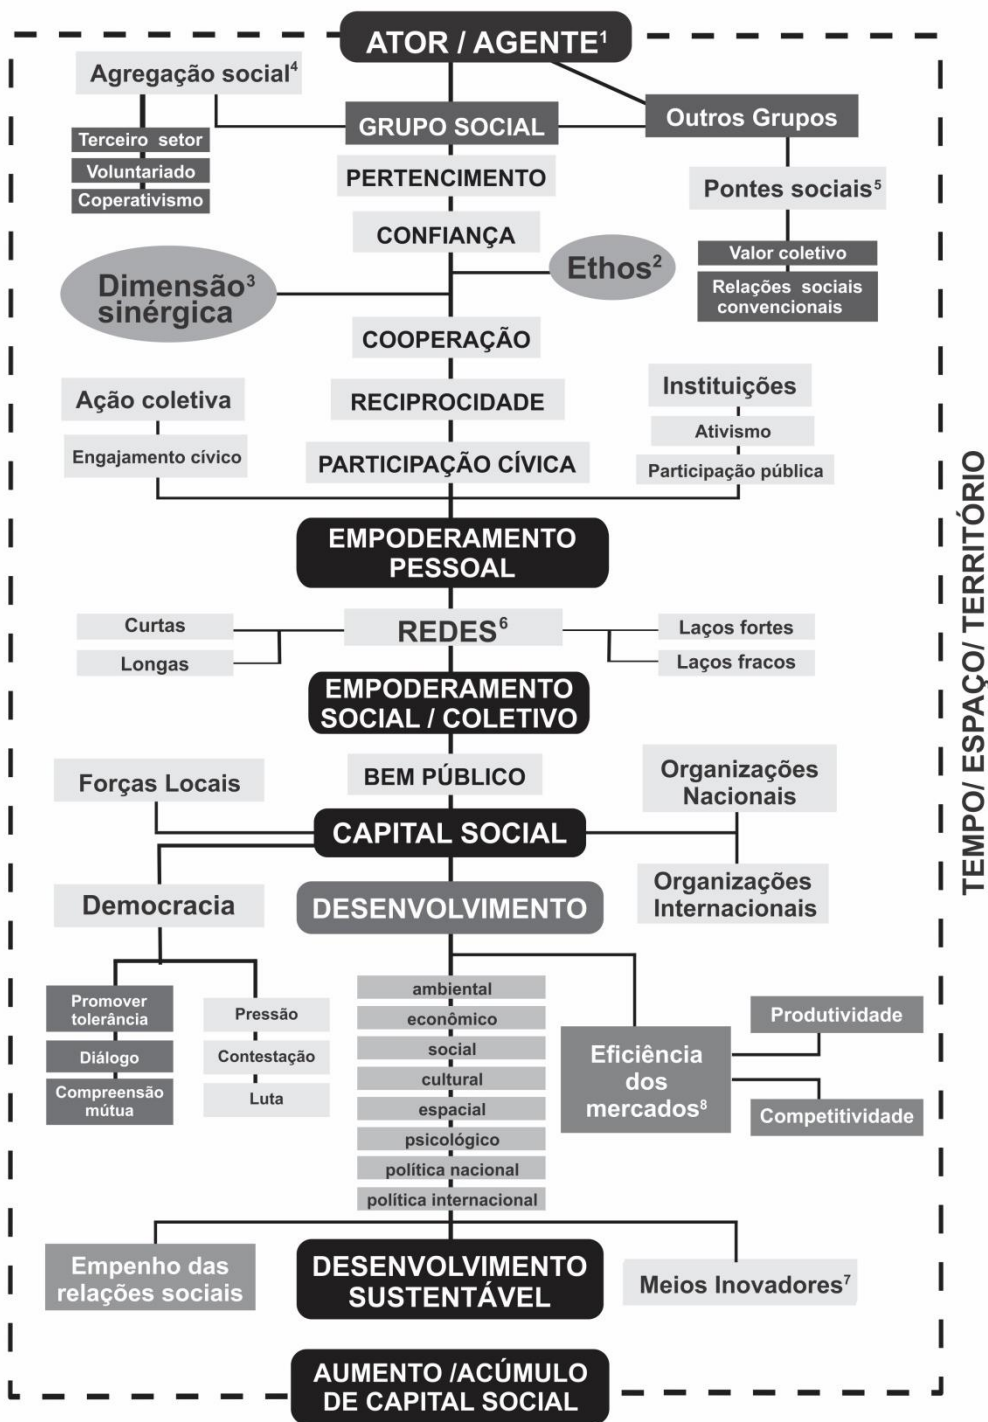 ATOR / AGENTE¹
Agregação social⁴
GRUPO SOCIAL
Outros Grupos
Terceiro setor
Voluntariado
Coperativismo
PERTENCIMENTO
Pontes sociais⁵
CONFIANÇA
Valor coletivo
Relações sociais
convencionais
Ethos²
Dimensão³
sinérgica
COOPERAÇÃO
Ação coletiva
RECIPROCIDADE
Instituições
Ativismo
Engajamento cívico
PARTICIPAÇÃO CÍVICA
Participação pública
EMPODERAMENTO
PESSOAL
Curtas
Longas
REDES⁶
Laços fortes
Laços fracos
EMPODERAMENTO
SOCIAL / COLETIVO
Forças Locais
BEM PÚBLICO
Organizações
Nacionais
CAPITAL SOCIAL
Democracia
DESENVOLVIMENTO
Organizações
Internacionais
Promover
tolerância
Diálogo
Compreensão
mútua
Pressão
Contestação
Luta
ambiental
econômico
social
cultural
espacial
psicológico
política nacional
política internacional
Eficiência
dos
mercados⁸
Produtividade
Competitividade
Empenho das
relações sociais
DESENVOLVIMENTO
SUSTENTÁVEL
Meios Inovadores⁷
AUMENTO /ACÚMULO
DE CAPITAL SOCIAL
TEMPO/ ESPAÇO/ TERRITÓRIO